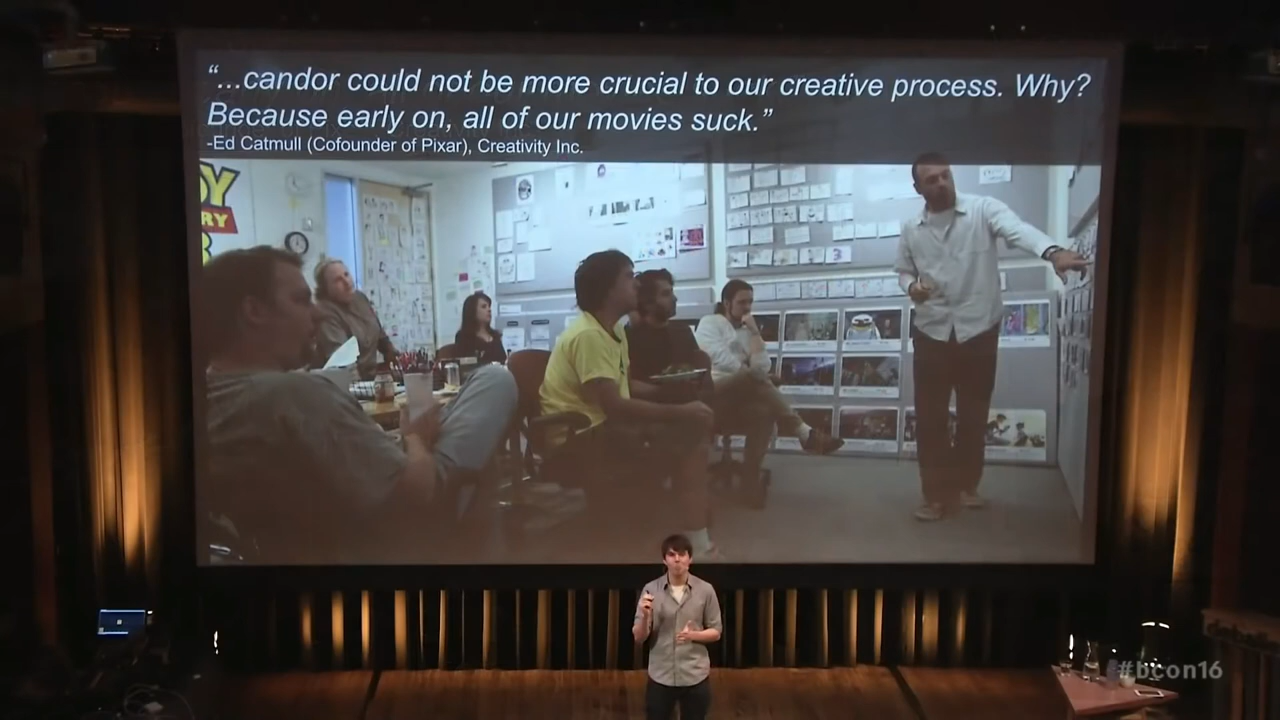 “...candor could not be more crucial to our creative process. Why?
Because early on, all of our movies suck.”
-Ed Catmull (Cofounder of Pixar), Creativity Inc.
#bcon16